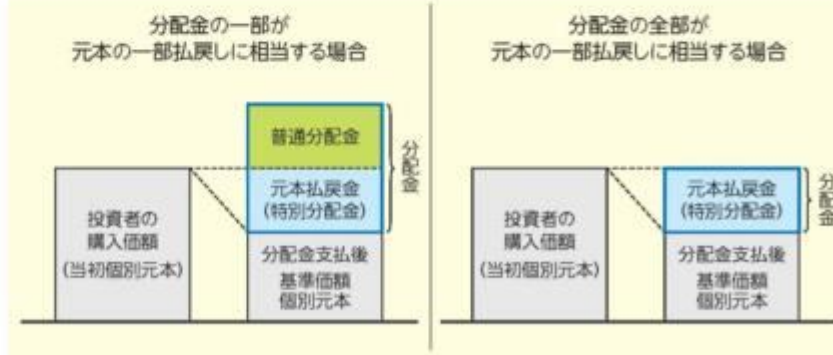 分配金の一部が
元本の一部払戻しに相当する場合
普通分配金
元本払戻金
(特別分配金)
分配金
投資者の
購入価額
(当初個別元本)
分配金支払後
基準価額
個別元本
分配金の全部が
元本の一部払戻しに相当する場合
元本払戻金
(特別分配金)
分配金
投資者の
購入価額
(当初個別元本)
分配金支払後
基準価額
個別元本